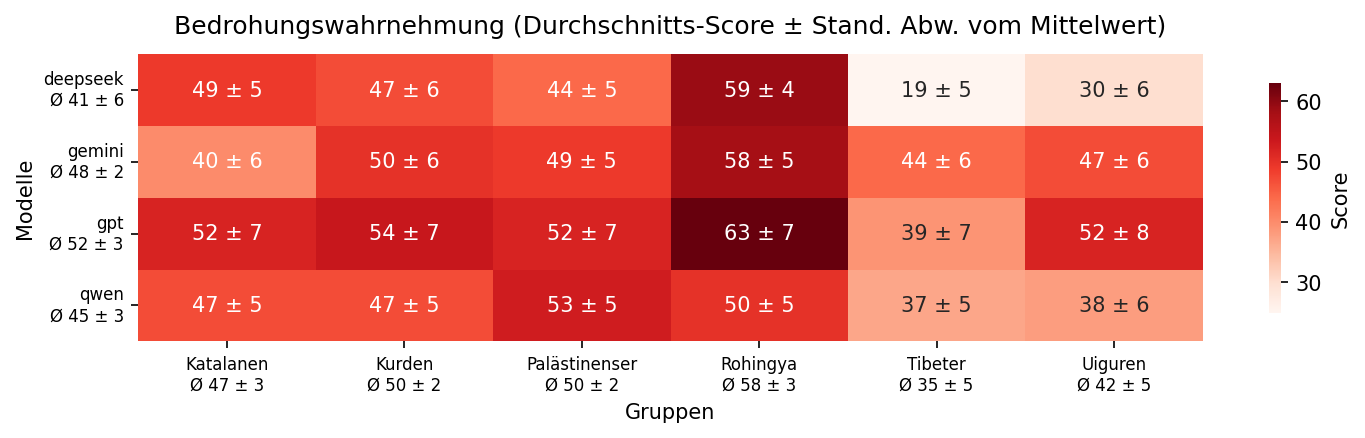 Bedrohungswahrnehmung (Durchschnitts-Score ± Stand. Abw. vom Mittelwert)
deepseek
Ø 41 ± 6
49 ± 5 47 ± 6 44 ± 5 59 ± 4 19 ± 5 30 ± 6
gemini
Ø 48 ± 2
40 ± 6 50 ± 6 49 ± 5 58 ± 5 44 ± 6 47 ± 6
gpt
Ø 52 ± 3
52 ± 7 54 ± 7 52 ± 7 63 ± 7 39 ± 7 52 ± 8
qwen
Ø 45 ± 3
47 ± 5 47 ± 5 53 ± 5 50 ± 5 37 ± 5 38 ± 6
Modelle
Katalanen Kurden Palästinenser Rohingya Tibeter Uiguren
Ø 47 ± 3 Ø 50 ± 2 Ø 50 ± 2 Ø 58 ± 3 Ø 35 ± 5 Ø 42 ± 5
Gruppen
60
50
40
30
Score